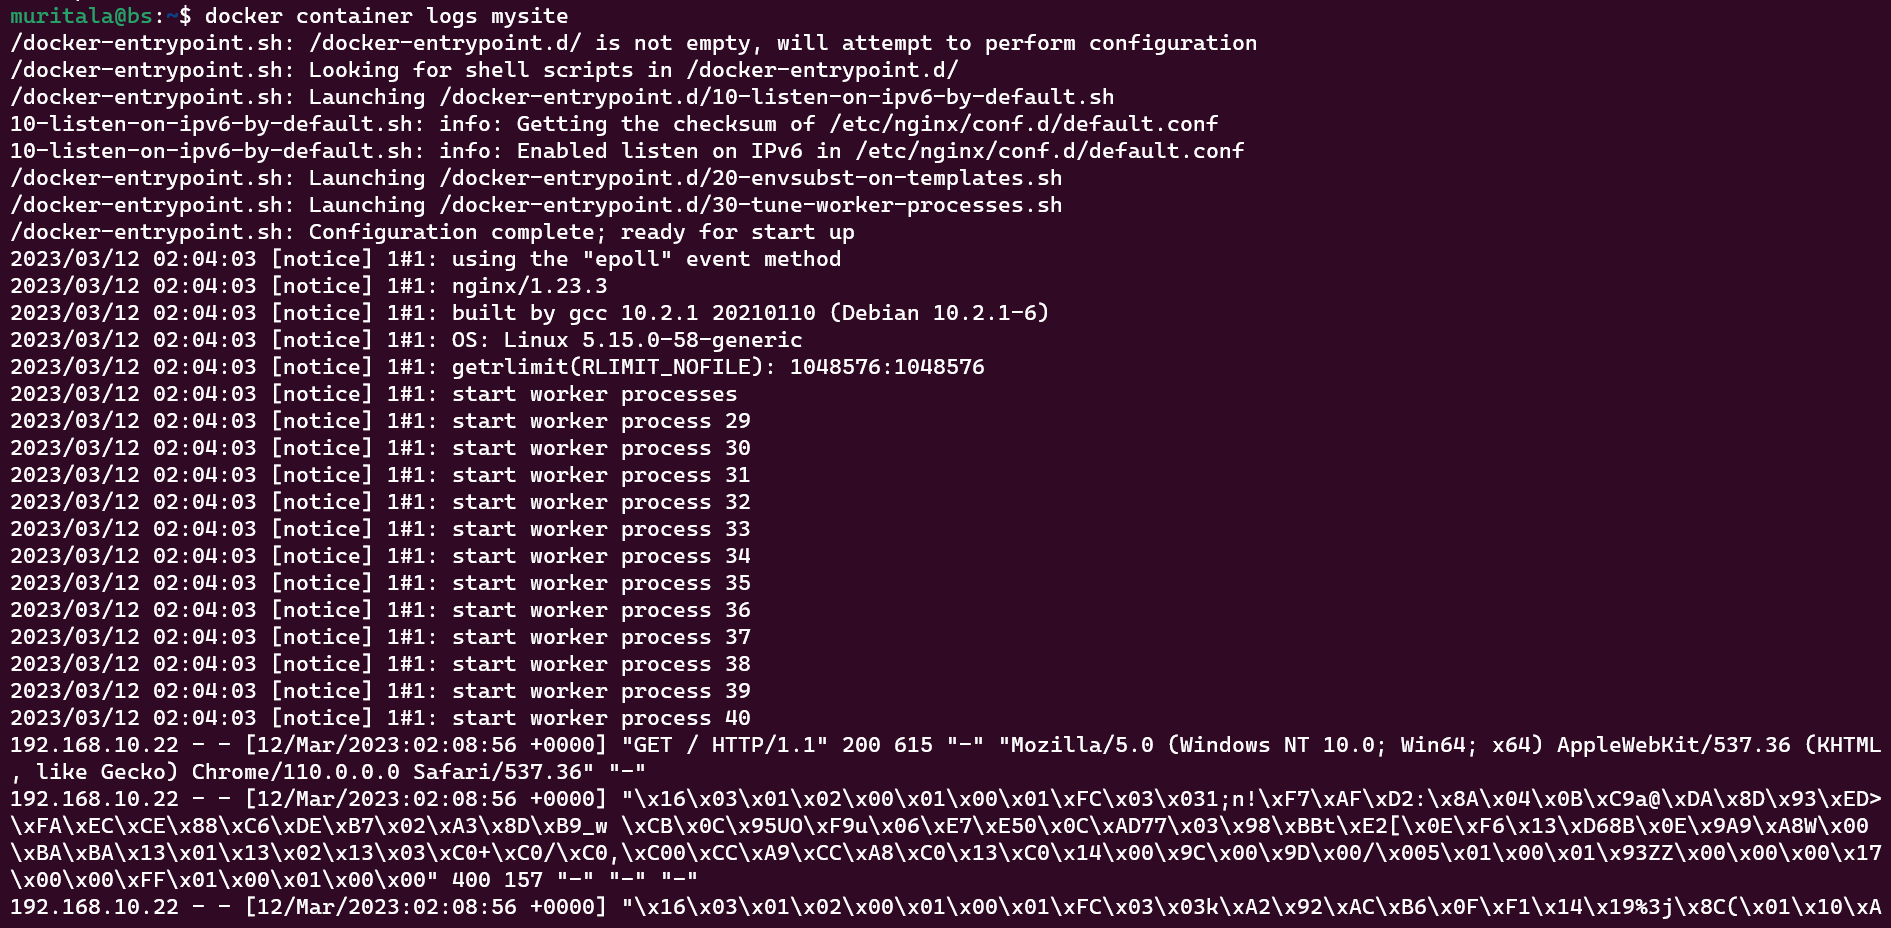 muritala@bs:~$ docker container logs mysite
/docker-entrypoint.sh: /docker-entrypoint.d/ is not empty, will attempt to perform configuration
/docker-entrypoint.sh: Looking for shell scripts in /docker-entrypoint.d/
/docker-entrypoint.sh: Launching /docker-entrypoint.d/10-listen-on-ipv6-by-default.sh
10-listen-on-ipv6-by-default.sh: info: Getting the checksum of /etc/nginx/conf.d/default.conf
10-listen-on-ipv6-by-default.sh: info: Enabled listen on IPv6 in /etc/nginx/conf.d/default.conf
/docker-entrypoint.sh: Launching /docker-entrypoint.d/20-envsubst-on-templates.sh
/docker-entrypoint.sh: Launching /docker-entrypoint.d/30-tune-worker-processes.sh
/docker-entrypoint.sh: Configuration complete; ready for start up
2023/03/12 02:04:03 [notice] 1#1: using the "epoll" event method
2023/03/12 02:04:03 [notice] 1#1: nginx/1.23.3
2023/03/12 02:04:03 [notice] 1#1: built by gcc 10.2.1 20210110 (Debian 10.2.1-6)
2023/03/12 02:04:03 [notice] 1#1: OS: Linux 5.15.0-58-generic
2023/03/12 02:04:03 [notice] 1#1: getrlimit(RLIMIT_NOFILE): 1048576:1048576
2023/03/12 02:04:03 [notice] 1#1: start worker processes
2023/03/12 02:04:03 [notice] 1#1: start worker process 29
2023/03/12 02:04:03 [notice] 1#1: start worker process 30
2023/03/12 02:04:03 [notice] 1#1: start worker process 31
2023/03/12 02:04:03 [notice] 1#1: start worker process 32
2023/03/12 02:04:03 [notice] 1#1: start worker process 33
2023/03/12 02:04:03 [notice] 1#1: start worker process 34
2023/03/12 02:04:03 [notice] 1#1: start worker process 35
2023/03/12 02:04:03 [notice] 1#1: start worker process 36
2023/03/12 02:04:03 [notice] 1#1: start worker process 37
2023/03/12 02:04:03 [notice] 1#1: start worker process 38
2023/03/12 02:04:03 [notice] 1#1: start worker process 39
2023/03/12 02:04:03 [notice] 1#1: start worker process 40
192.168.10.22 - - [12/Mar/2023:02:08:56 +0000] "GET / HTTP/1.1" 200 615 "-" "Mozilla/5.0 (Windows NT 10.0; Win64; x64) AppleWebKit/537.36 (KHTML
, like Gecko) Chrome/110.0.0.0 Safari/537.36" "-"
192.168.10.22 - - [12/Mar/2023:02:08:56 +0000] "\x16\x03\x01\x02\x00\x01\x00\x01\xFC\x03\x031;n!\xF7\xAF\xD2:\x8A\x04\x0B\xC9a@\xDA\x8D\x93\xED>
\xFA\xEC\xCE\x88\xC6\xDE\xB7\x02\xA3\x8D\xB9_w \xCB\x0C\x95UO\xF9u\x06\xE7\xE50\x0C\xAD77\x03\x98\xBBt\xE2[\x0E\xF6\x13\xD68B\x0E\x9A9\xA8W\x00
\xBA\xBA\x13\x01\x13\x02\x13\x03\xC0+\xC0/\xC0,\xC00\xCC\xA9\xCC\xA8\xC0\x13\xC0\x14\x00\x9C\x00\x9D\x00/\x005\x01\x00\x01\x93ZZ\x00\x00\x00\x17
\x00\x00\xFF\x01\x00\x01\x00\x00" 400 157 "-" "-" "-"
192.168.10.22 - - [12/Mar/2023:02:08:56 +0000] "\x16\x03\x01\x02\x00\x01\x00\x01\xFC\x03\x03k\xA2\x92\xAC\xB6\x0F\xF1\x14\x19%3j\x8C(\x01\x10\xA